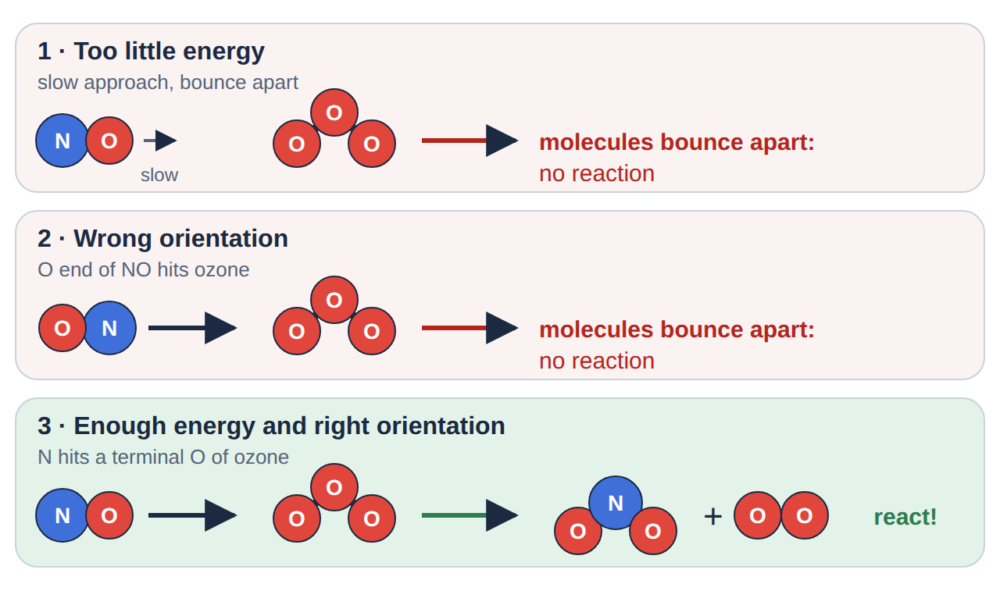 1 · Too little energy
slow approach, bounce apart
O
N O O O
slow
molecules bounce apart:
no reaction
2 · Wrong orientation
O end of NO hits ozone
O
O N O O
molecules bounce apart:
no reaction
3 · Enough energy and right orientation
N hits a terminal O of ozone
O
N O O O
N
O O + O O react!